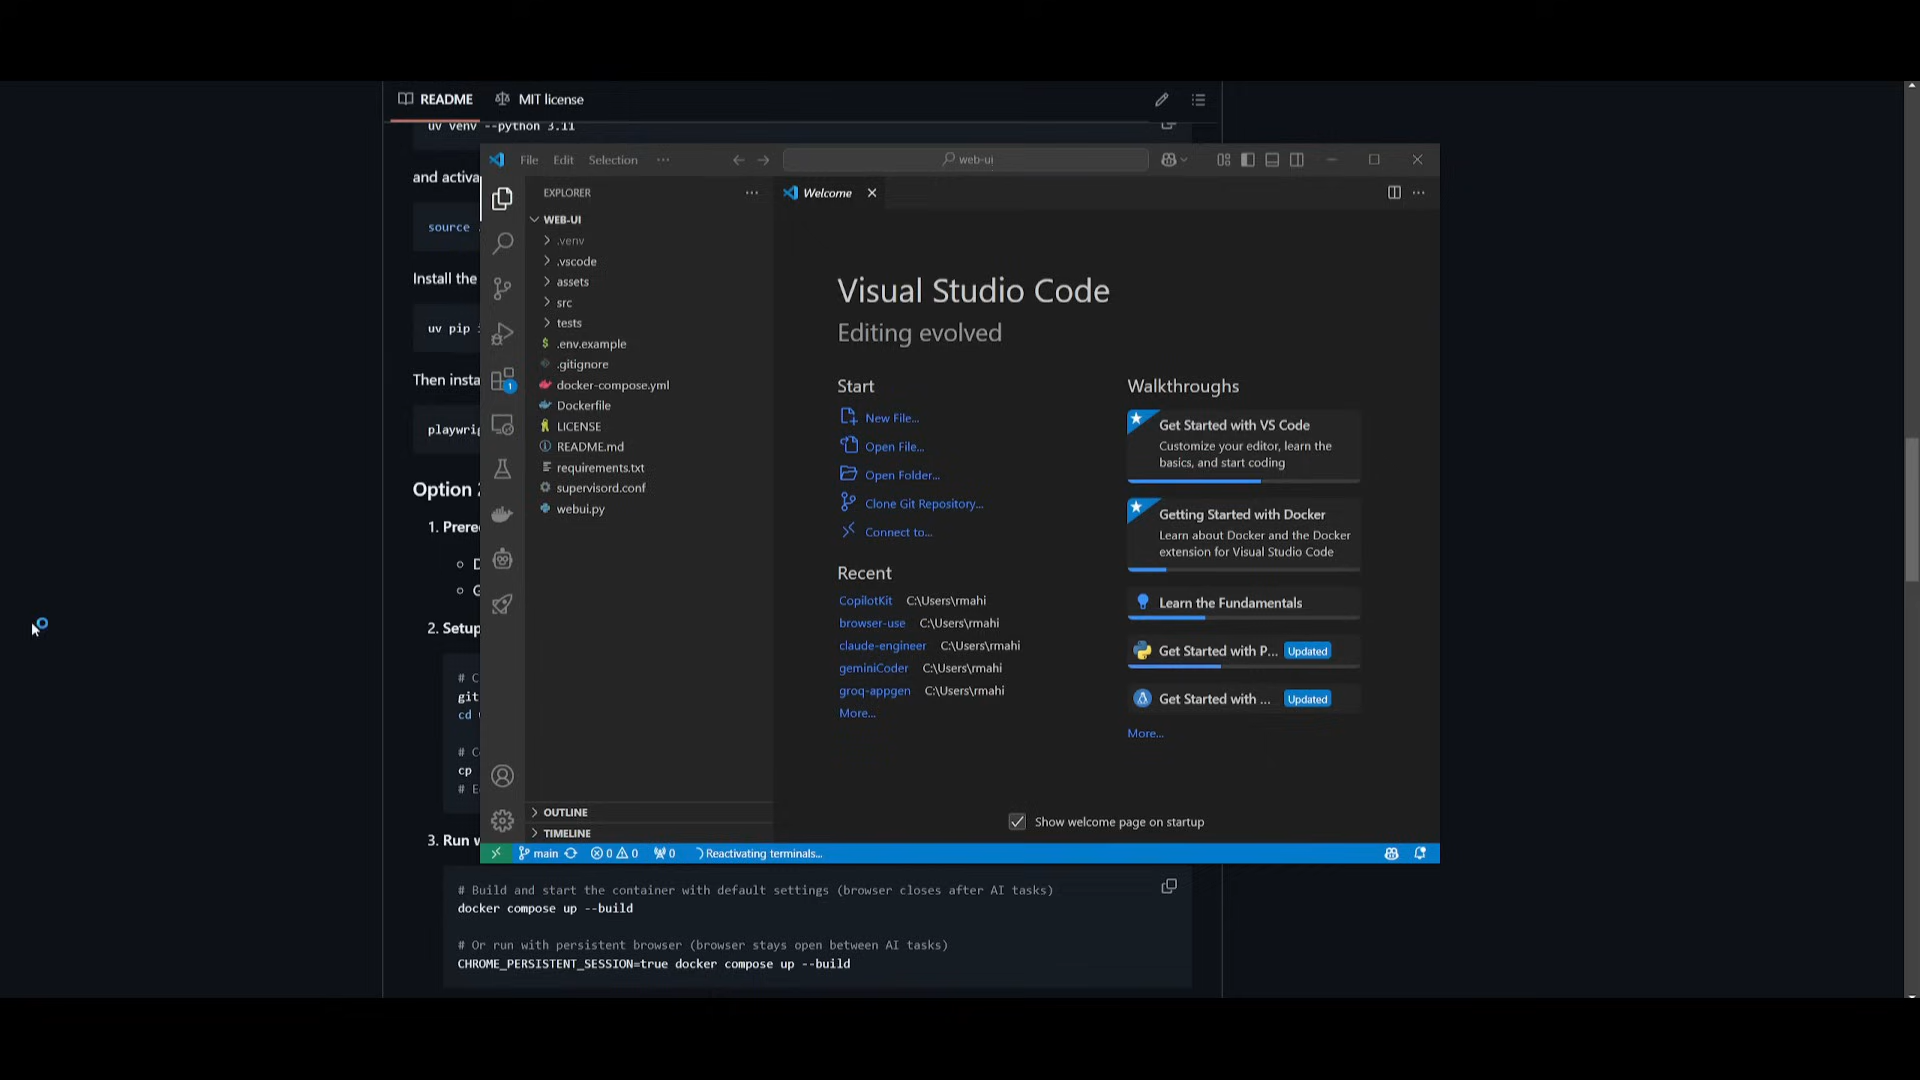 README
MIT license
uv venv --python 3.11
and activa
source
Install the
uv pip
Then insta
playwrig
Option
1. Prere
2. Setup
git
cd
cp
3. Run
# Build and start the container with default settings (browser closes after AI tasks)
docker compose up --build
# Or run with persistent browser (browser stays open between AI tasks)
CHROME_PERSISTENT_SESSION=true docker compose up --build
File Edit Selection ···
web-ui
EXPLORER
WEB-UI
.venv
.vscode
assets
src
tests
.env.example
.gitignore
docker-compose.yml
Dockerfile
LICENSE
README.md
requirements.txt
supervisord.conf
webui.py
OUTLINE
TIMELINE
1
Welcome
Visual Studio Code
Editing evolved
Start
New File...
Open File...
Open Folder...
Clone Git Repository...
Connect to...
Recent
CopilotKit C:\Users\rmahi
browser-use C:\Users\rmahi
claude-engineer C:\Users\rmahi
geminiCoder C:\Users\rmahi
groq-appgen C:\Users\rmahi
More...
Walkthroughs
Get Started with VS Code
Customize your editor, learn the
basics, and start coding
Getting Started with Docker
Learn about Docker and the Docker
extension for Visual Studio Code
Learn the Fundamentals
Get Started with P... Updated
Get Started with ... Updated
More...
Show welcome page on startup
main 0 0 0 Reactivating terminals...